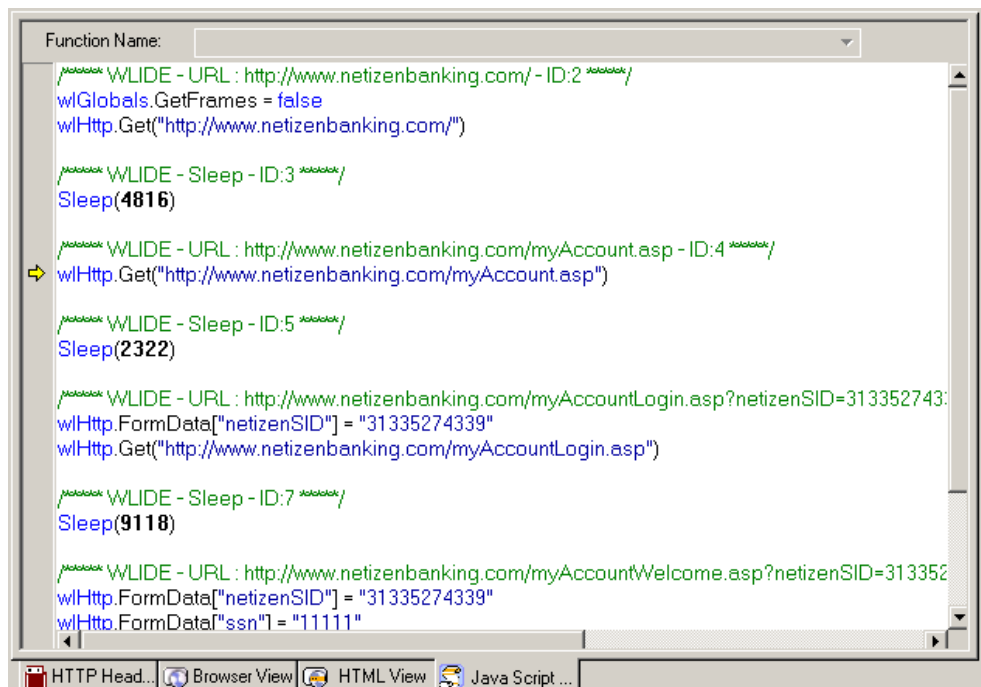 Function Name:
/****** WLIDE - URL : http://www.netizenbanking.com/ - ID:2 ******/
wlGlobals.GetFrames = false
wlHttp.Get("http://www.netizenbanking.com/")
/****** WLIDE - Sleep - ID:3 ******/
Sleep(4816)
/****** WLIDE - URL : http://www.netizenbanking.com/myAccount.asp - ID:4 ******/
wlHttp.Get("http://www.netizenbanking.com/myAccount.asp")
/****** WLIDE - Sleep - ID:5 ******/
Sleep(2322)
/****** WLIDE - URL : http://www.netizenbanking.com/myAccountLogin.asp?netizenSID=3133527433
wlHttp.FormData["netizenSID"] = "31335274339"
wlHttp.Get("http://www.netizenbanking.com/myAccountLogin.asp")
/****** WLIDE - Sleep - ID:7 ******/
Sleep(9118)
/****** WLIDE - URL : http://www.netizenbanking.com/myAccountWelcome.asp?netizenSID=313352
wlHttp.FormData["netizenSID"] = "31335274339"
wlHttp.FormData["ssn"] = "11111"
HTTP Head... Browser View HTML View Java Script ...